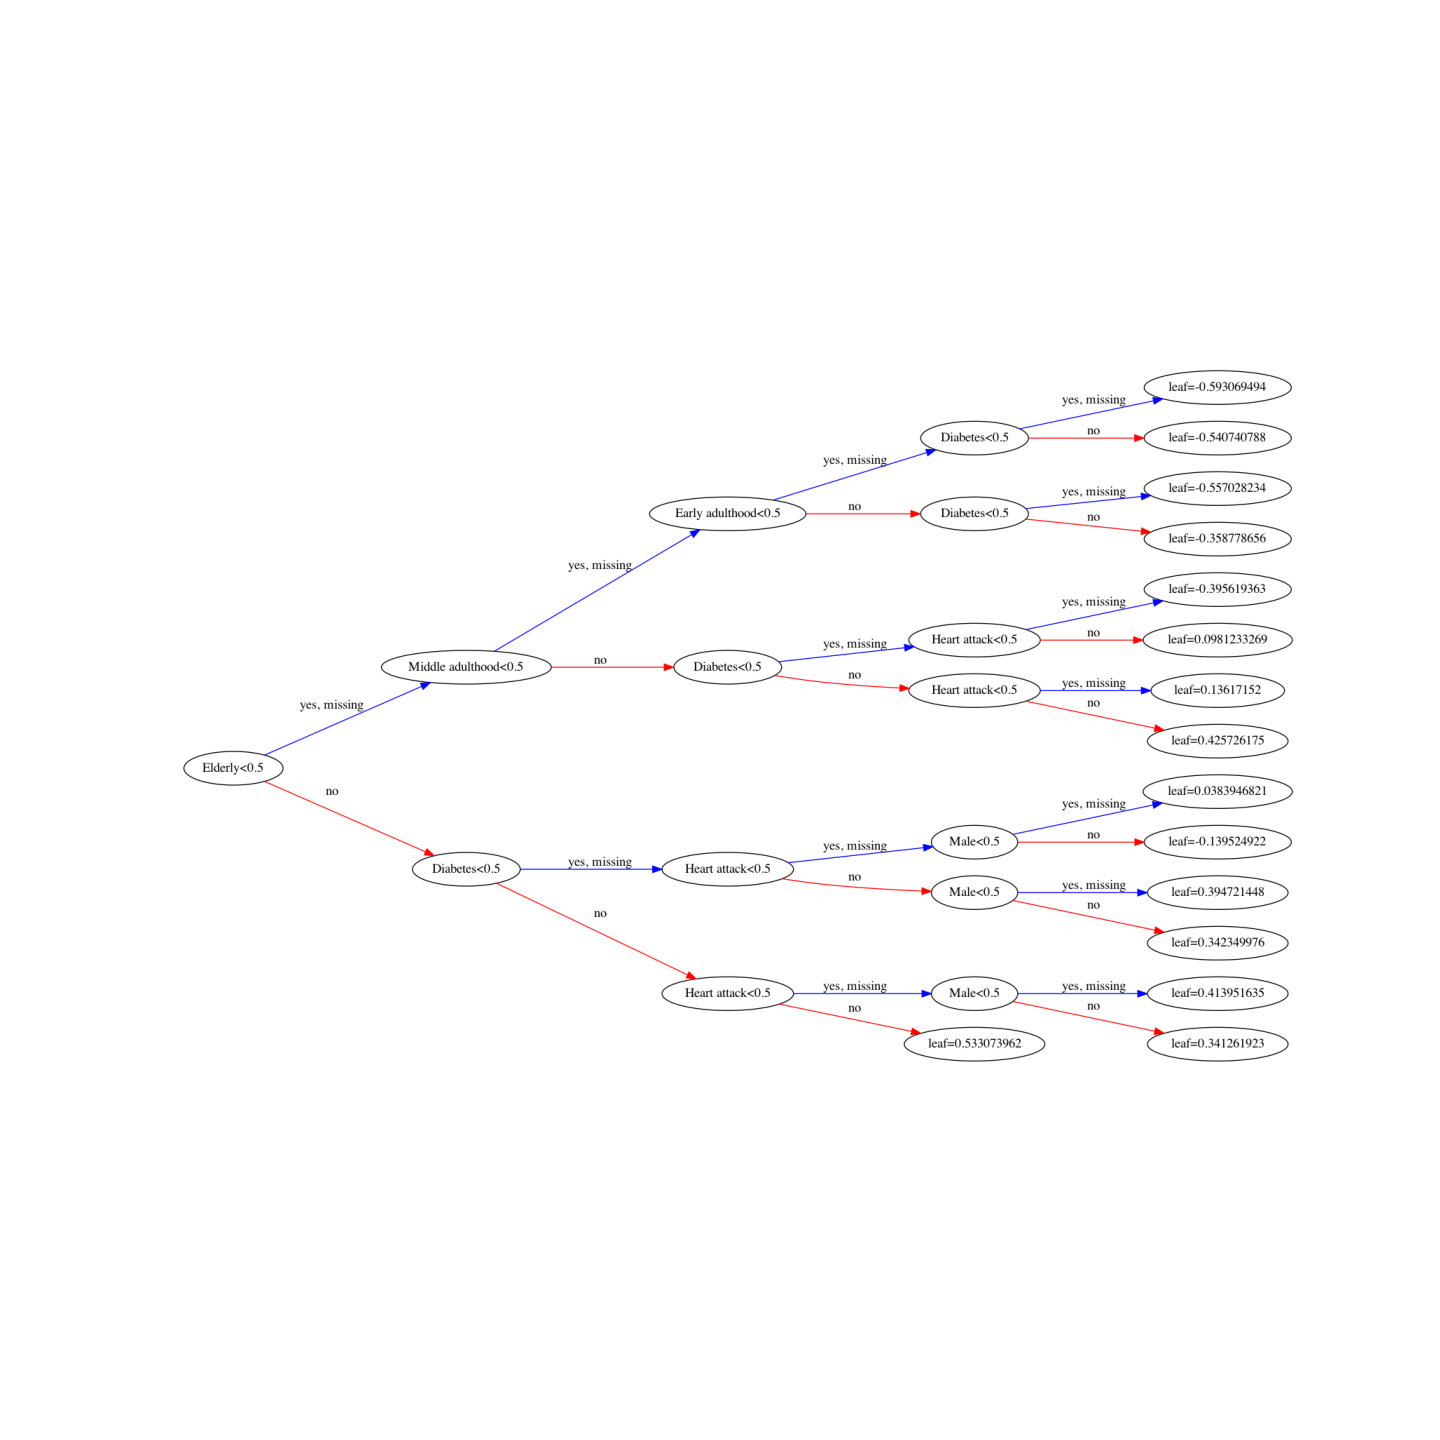 leaf=-0.593069494
yes, missing
Diabetes<0.5
no
leaf=-0.540740788
yes, missing
yes, missing
leaf=-0.557028234
Early adulthood<0.5
no
Diabetes<0.5
no
leaf=-0.358778656
yes, missing
leaf=-0.395619363
yes, missing
Heart attack<0.5
no
leaf=0.0981233269
yes, missing
Middle adulthood<0.5
no
Diabetes<0.5
no
Heart attack<0.5
yes, missing
leaf=0.13617152
no
yes, missing
leaf=0.425726175
Elderly<0.5
no
leaf=0.0383946821
yes, missing
Male<0.5
no
leaf=-0.139524922
yes, missing
Diabetes<0.5
yes, missing
Heart attack<0.5
no
Male<0.5
yes, missing
leaf=0.394721448
no
no
leaf=0.342349976
Heart attack<0.5
yes, missing
Male<0.5
yes, missing
leaf=0.413951635
no
no
leaf=0.533073962
leaf=0.341261923